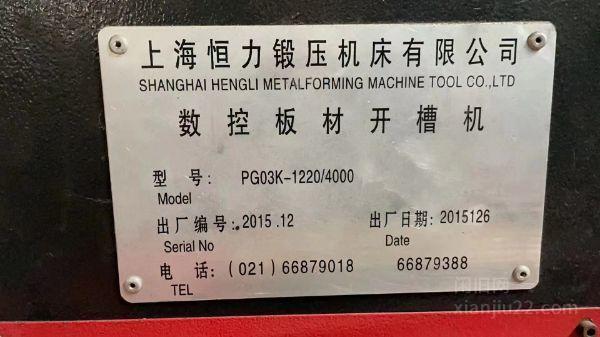 上海恒力锻压机床有限公司
SHANGHAI HENGLI METALFORMING MACHINE TOOL CO.,LTD
数控板材开槽机
型 号: PG03K-1220/4000
Model
出厂编号:2015.12 出厂日期:2015126
Serial No Date
电 话:(021) 66879018 66879388
TEL
闲旧网
xianjiu22.com